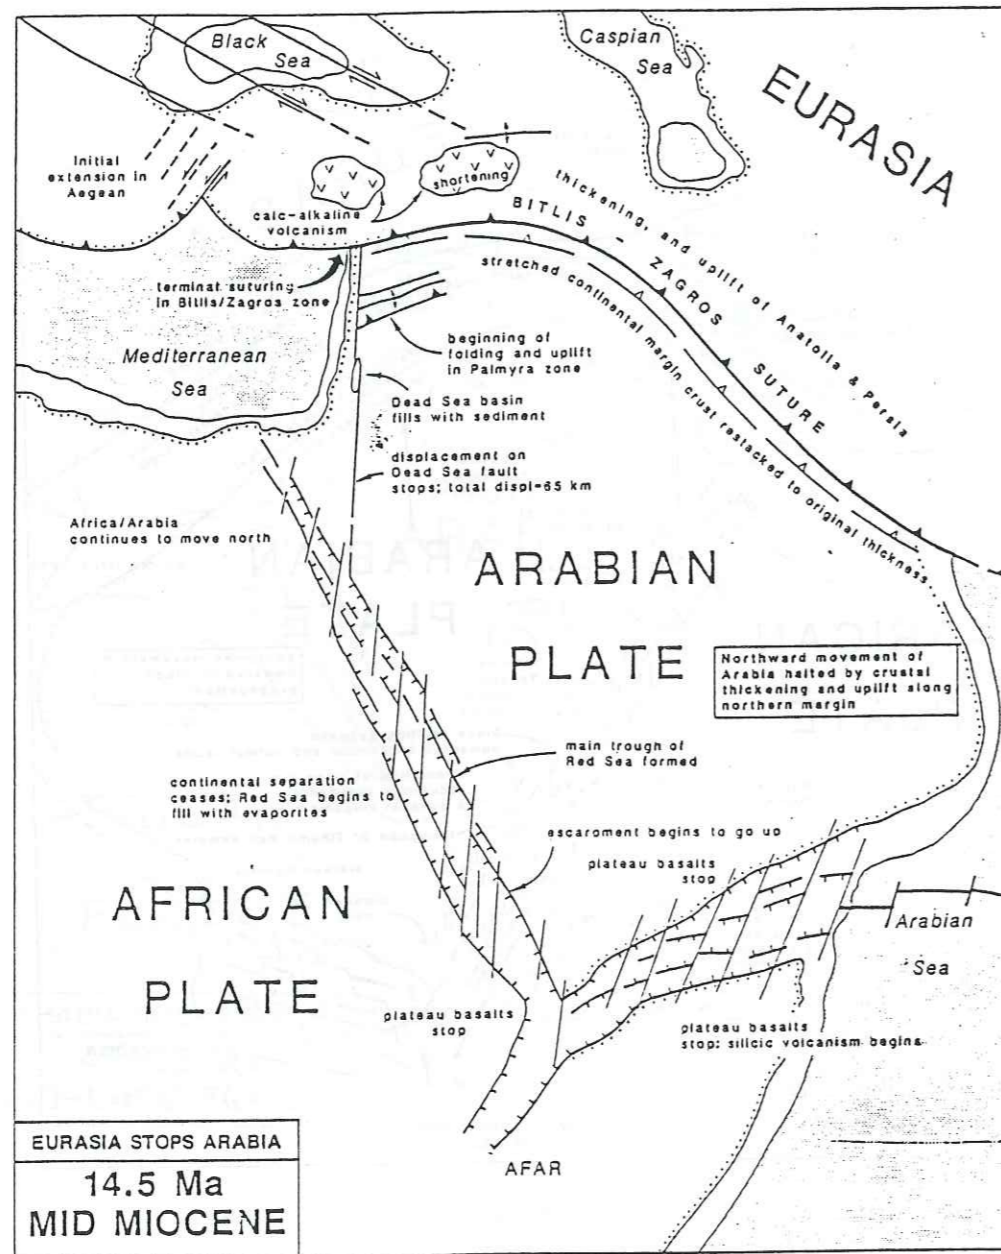 Black
Sea
Caspian
Sea
EURASIA
Initial
extension in
Aegean
shortening
thickening, and uplift of Anatolia & Persia
calc-alkaline
volcanism
BITLIS - ZAGROS SUTURE
stretched continental margin crust restacked to original thickness
terminal suturing
in Bitlis/Zagros zone
Mediterranean
Sea
beginning of
folding and uplift
in Palmyra zone
Dead Sea basin
fills with sediment
displacement on
Dead Sea fault
stops; total displ=65 km
Africa/Arabia
continues to move north
ARABIAN
PLATE
Northward movement of
Arabia halted by crustal
thickening and uplift along
northern margin
main trough of
Red Sea formed
continental separation
ceases; Red Sea begins to
fill with evaporites
escaroment begins to go up
plateau basalts
stop
AFRICAN
PLATE
Arabian
Sea
plateau basalts
stop
plateau basalts
stop; silicic volcanism begins
AFAR
EURASIA STOPS ARABIA
14.5 Ma
MID MIOCENE